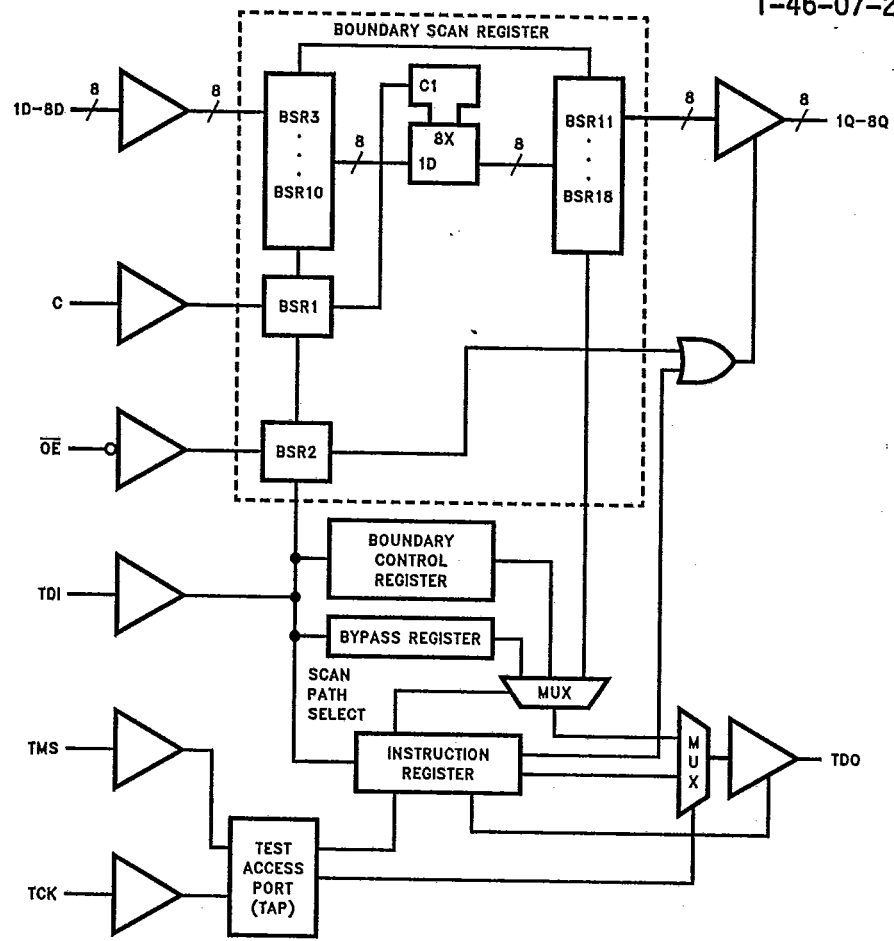 T-46-07-2
BOUNDARY SCAN REGISTER
1D-8D
8
8
BSR3
BSR10
8
C1
8X
1D
8
BSR11
BSR18
8
8
1Q-8Q
C
BSR1
OE
BSR2
BOUNDARY
CONTROL
REGISTER
TDI
BYPASS REGISTER
SCAN
PATH
SELECT
MUX
TMS
INSTRUCTION
REGISTER
MUX
TDO
TCK
TEST
ACCESS
PORT
(TAP)